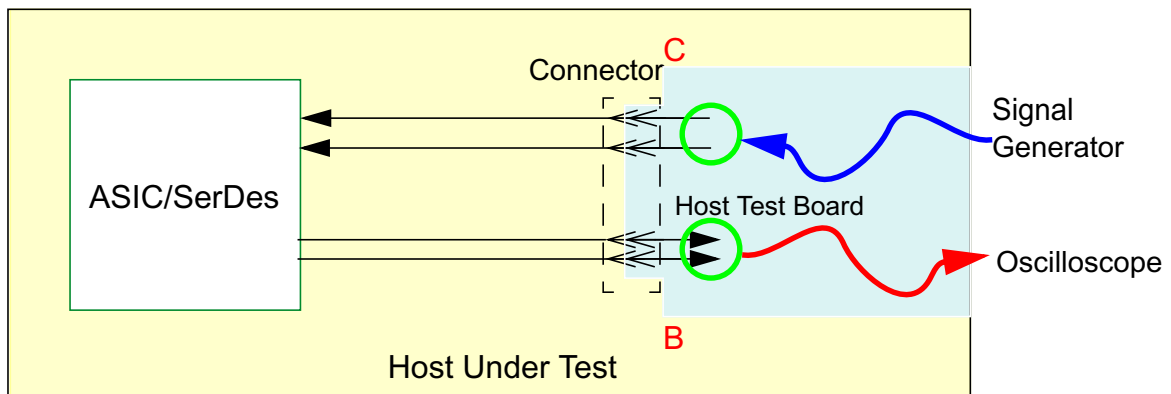 C
Connector
Signal
Generator
ASIC/SerDes
Host Test Board
Oscilloscope
B
Host Under Test